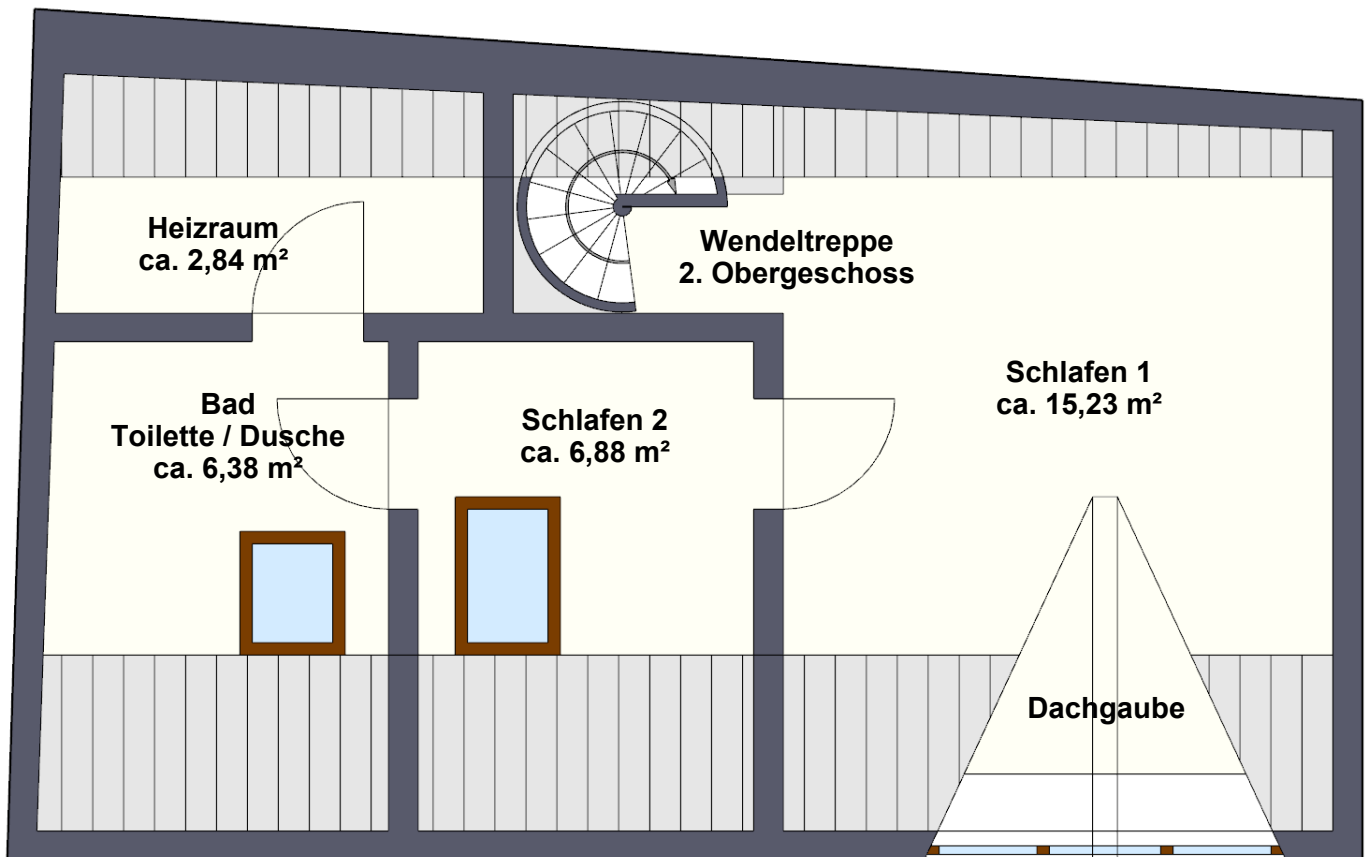 Heizraum
ca. 2,84 m²
Wendeltreppe
2. Obergeschoss
Schlafen 1
ca. 15,23 m²
Bad
Toilette / Dusche
ca. 6,38 m²
Schlafen 2
ca. 6,88 m²
Dachgaube